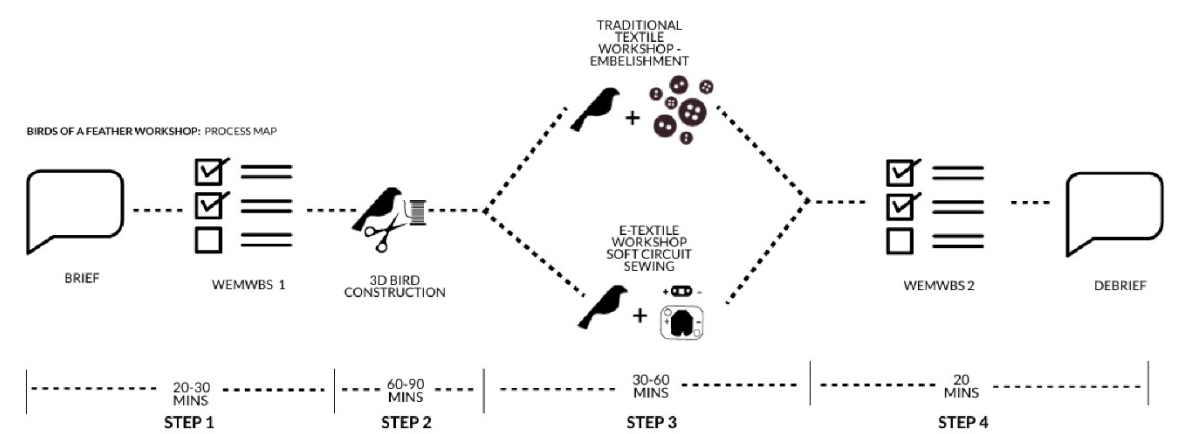 TRADITIONAL
TEXTILE
WORKSHOP -
EMBELISHMENT
+
BIRDS OF A FEATHER WORKSHOP: PROCESS MAP
BRIEF
WEMWBS 1
3D BIRD
CONSTRUCTION
E-TEXTILE
WORKSHOP
SOFT CIRCUIT
SEWING
+ -
+
+ -
WEMWBS 2
DEBRIEF
20-30
MINS
60-90
MINS
30-60
MINS
20
MINS
STEP 1
STEP 2
STEP 3
STEP 4